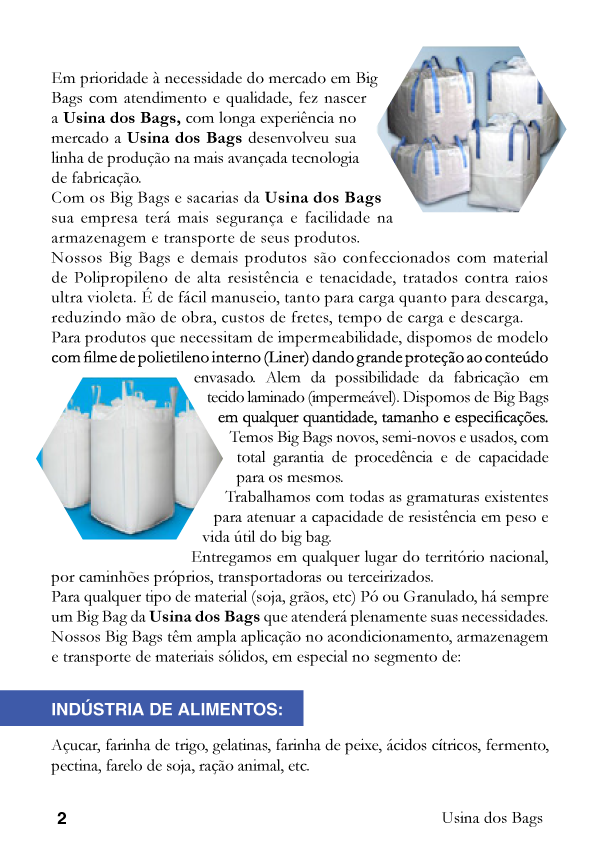 Em prioridade à necessidade do mercado em Big
Bags com atendimento e qualidade, fez nascer
a Usina dos Bags, com longa experiência no
mercado a Usina dos Bags desenvolveu sua
linha de produção na mais avançada tecnologia
de fabricação.
Com os Big Bags e sacarias da Usina dos Bags
sua empresa terá mais segurança e facilidade na
armazenagem e transporte de seus produtos.
Nossos Big Bags e demais produtos são confeccionados com material
de Polipropileno de alta resistência e tenacidade, tratados contra raios
ultra violeta. É de fácil manuseio, tanto para carga quanto para descarga,
reduzindo mão de obra, custos de fretes, tempo de carga e descarga.
Para produtos que necessitam de impermeabilidade, dispomos de modelo
com filme de polietileno interno (Liner) dando grande proteção ao conteúdo
envasado. Alem da possibilidade da fabricação em
tecido laminado (impermeável). Dispomos de Big Bags
em qualquer quantidade, tamanho e especificações.
Temos Big Bags novos, semi-novos e usados, com
total garantia de procedência e de capacidade
para os mesmos.
Trabalhamos com todas as gramaturas existentes
para atenuar a capacidade de resistência em peso e
vida útil do big bag.
Entregamos em qualquer lugar do território nacional,
por caminhões próprios, transportadoras ou terceirizados.
Para qualquer tipo de material (soja, grãos, etc) Pó ou Granulado, há sempre
um Big Bag da Usina dos Bags que atenderá plenamente suas necessidades.
Nossos Big Bags têm ampla aplicação no acondicionamento, armazenagem
e transporte de materiais sólidos, em especial no segmento de:
INDÚSTRIA DE ALIMENTOS:
Açucar, farinha de trigo, gelatinas, farinha de peixe, ácidos cítricos, fermento,
pectina, farelo de soja, ração animal, etc.
2
Usina dos Bags